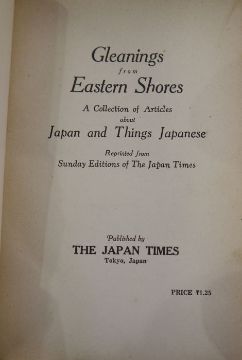 Gleanings
from
Eastern Shores
A Collection of Articles
about
Japan and Things Japanese
Reprinted from
Sunday Editions of The Japan Times
Published by
THE JAPAN TIMES
Tokyo, Japan
PRICE ¥1.25